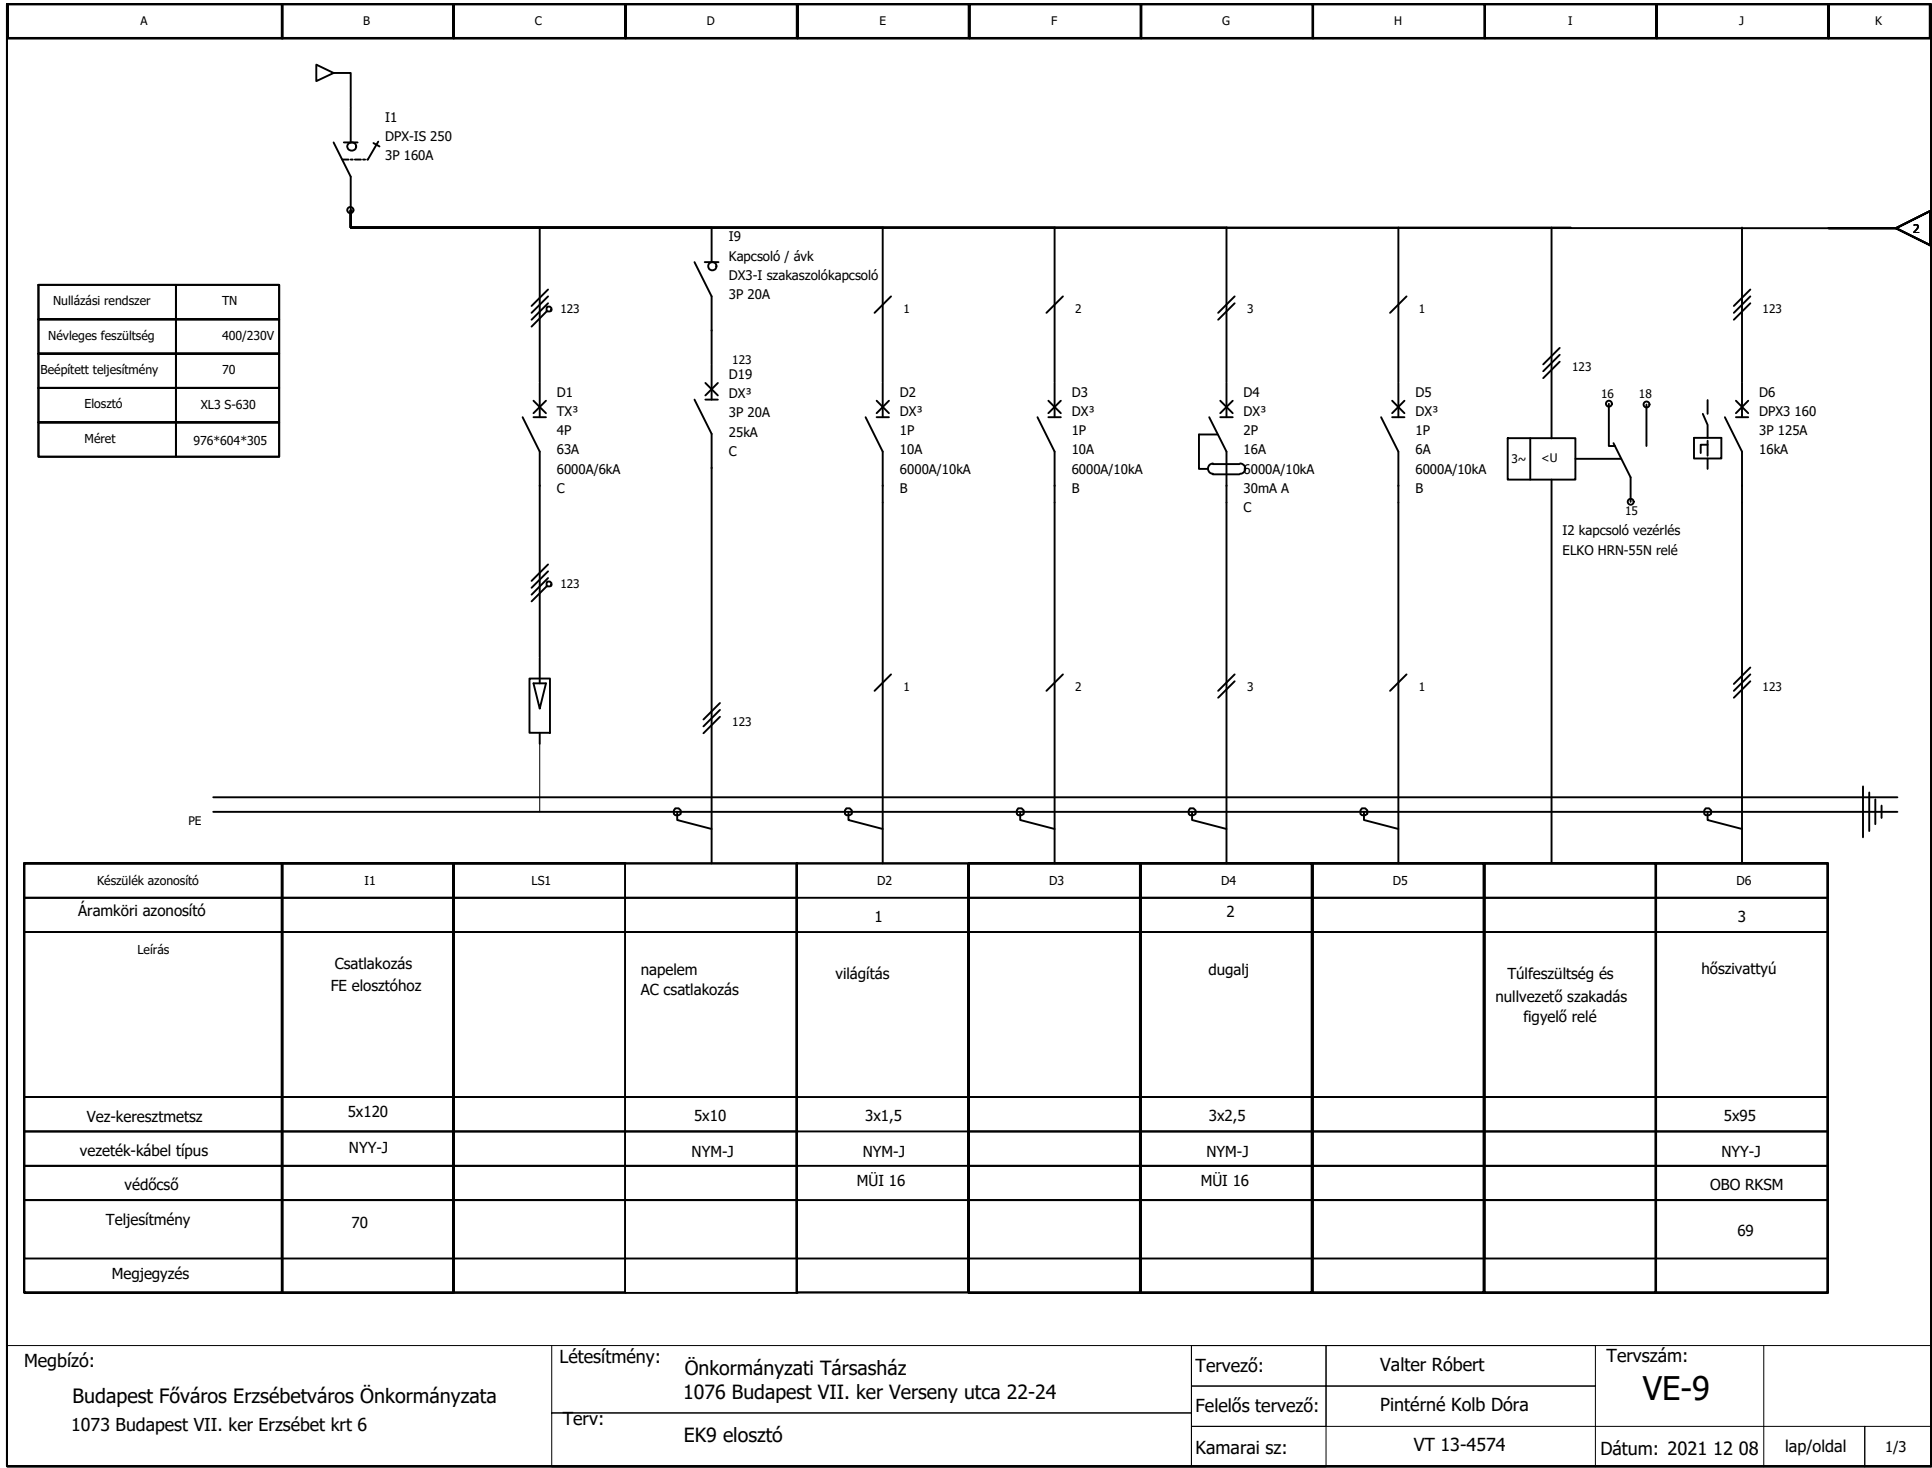 A B C D E F G H I J K
I1
DPX-IS 250
3P 160A
2
I9
Kapcsoló / ávk
DX3-I szakaszolókapcsoló
3P 20A
Nullázási rendszer TN
Névleges feszültség 400/230V
Beépített teljesítmény 70
Elosztó XL3 S-630
Méret 976*604*305
123
1
2
3
1
123
123
D1
TX³
4P
63A
6000A/6kA
C
123
D19
DX³
3P 20A
25kA
C
D2
DX³
1P
10A
6000A/10kA
B
D3
DX³
1P
10A
6000A/10kA
B
D4
DX³
2P
16A
6000A/10kA
30mA A
C
D5
DX³
1P
6A
6000A/10kA
B
3~
<U
16
18
15
I2 kapcsoló vezérlés
ELKO HRN-55N relé
D6
DPX3 160
3P 125A
16kA
123
123
1
2
3
1
123
PE
Készülék azonosító I1 LS1 D2 D3 D4 D5 D6
Áramköri azonosító 1 2 3
Leírás
Csatlakozás
FE elosztóhoz
napelem
AC csatlakozás
világítás
dugalj
Túlfeszültség és
nullvezető szakadás
figyelő relé
hőszivattyú
Vez-keresztmetsz 5x120 5x10 3x1,5 3x2,5 5x95
vezeték-kábel típus NYY-J NYM-J NYM-J NYM-J NYY-J
védőcső MÜI 16 MÜI 16 OBO RKSM
Teljesítmény 70 69
Megjegyzés
Megbízó:
Budapest Főváros Erzsébetváros Önkormányzata
1073 Budapest VII. ker Erzsébet krt 6
Létesítmény:
Önkormányzati Társasház
1076 Budapest VII. ker Verseny utca 22-24
Terv:
EK9 elosztó
Tervező: Valter Róbert
Felelős tervező: Pintérné Kolb Dóra
Kamarai sz: VT 13-4574
Tervszám:
VE-9
Dátum: 2021 12 08
lap/oldal 1/3